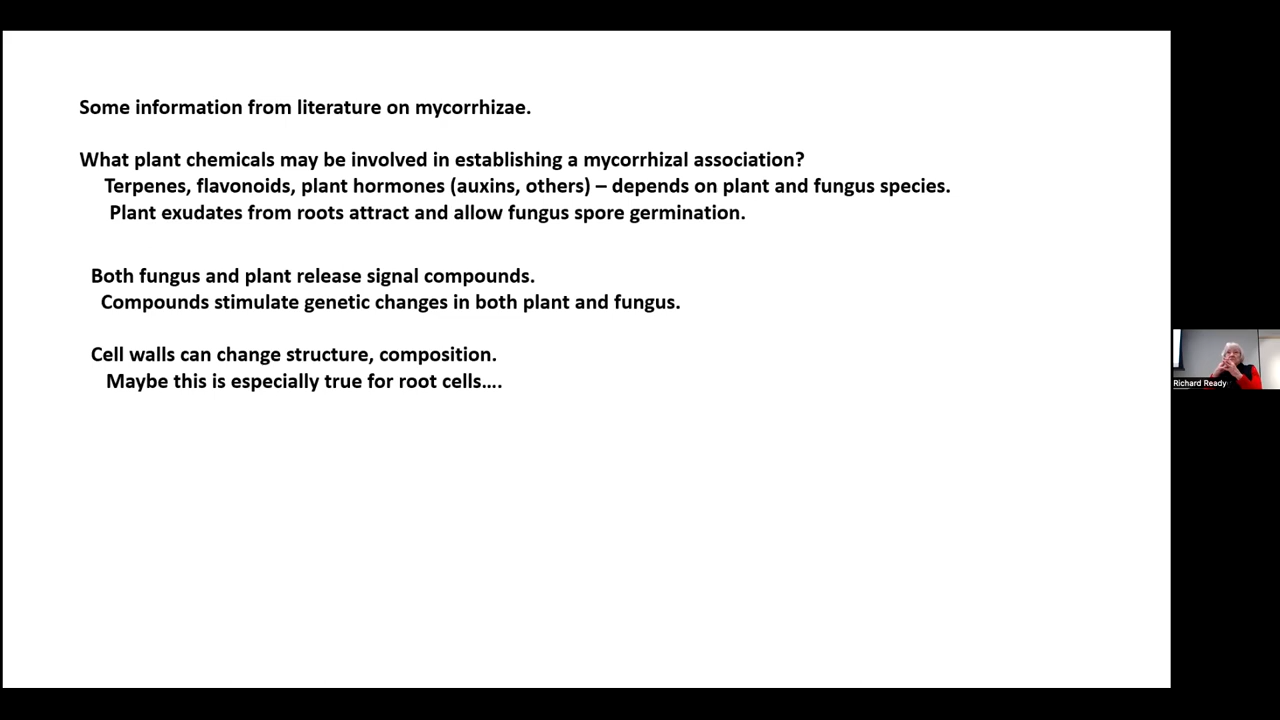 Some information from literature on mycorrhizae.
What plant chemicals may be involved in establishing a mycorrhizal association?
Terpenes, flavonoids, plant hormones (auxins, others) – depends on plant and fungus species.
Plant exudates from roots attract and allow fungus spore germination.
Both fungus and plant release signal compounds.
Compounds stimulate genetic changes in both plant and fungus.
Cell walls can change structure, composition.
Maybe this is especially true for root cells….
Richard Ready